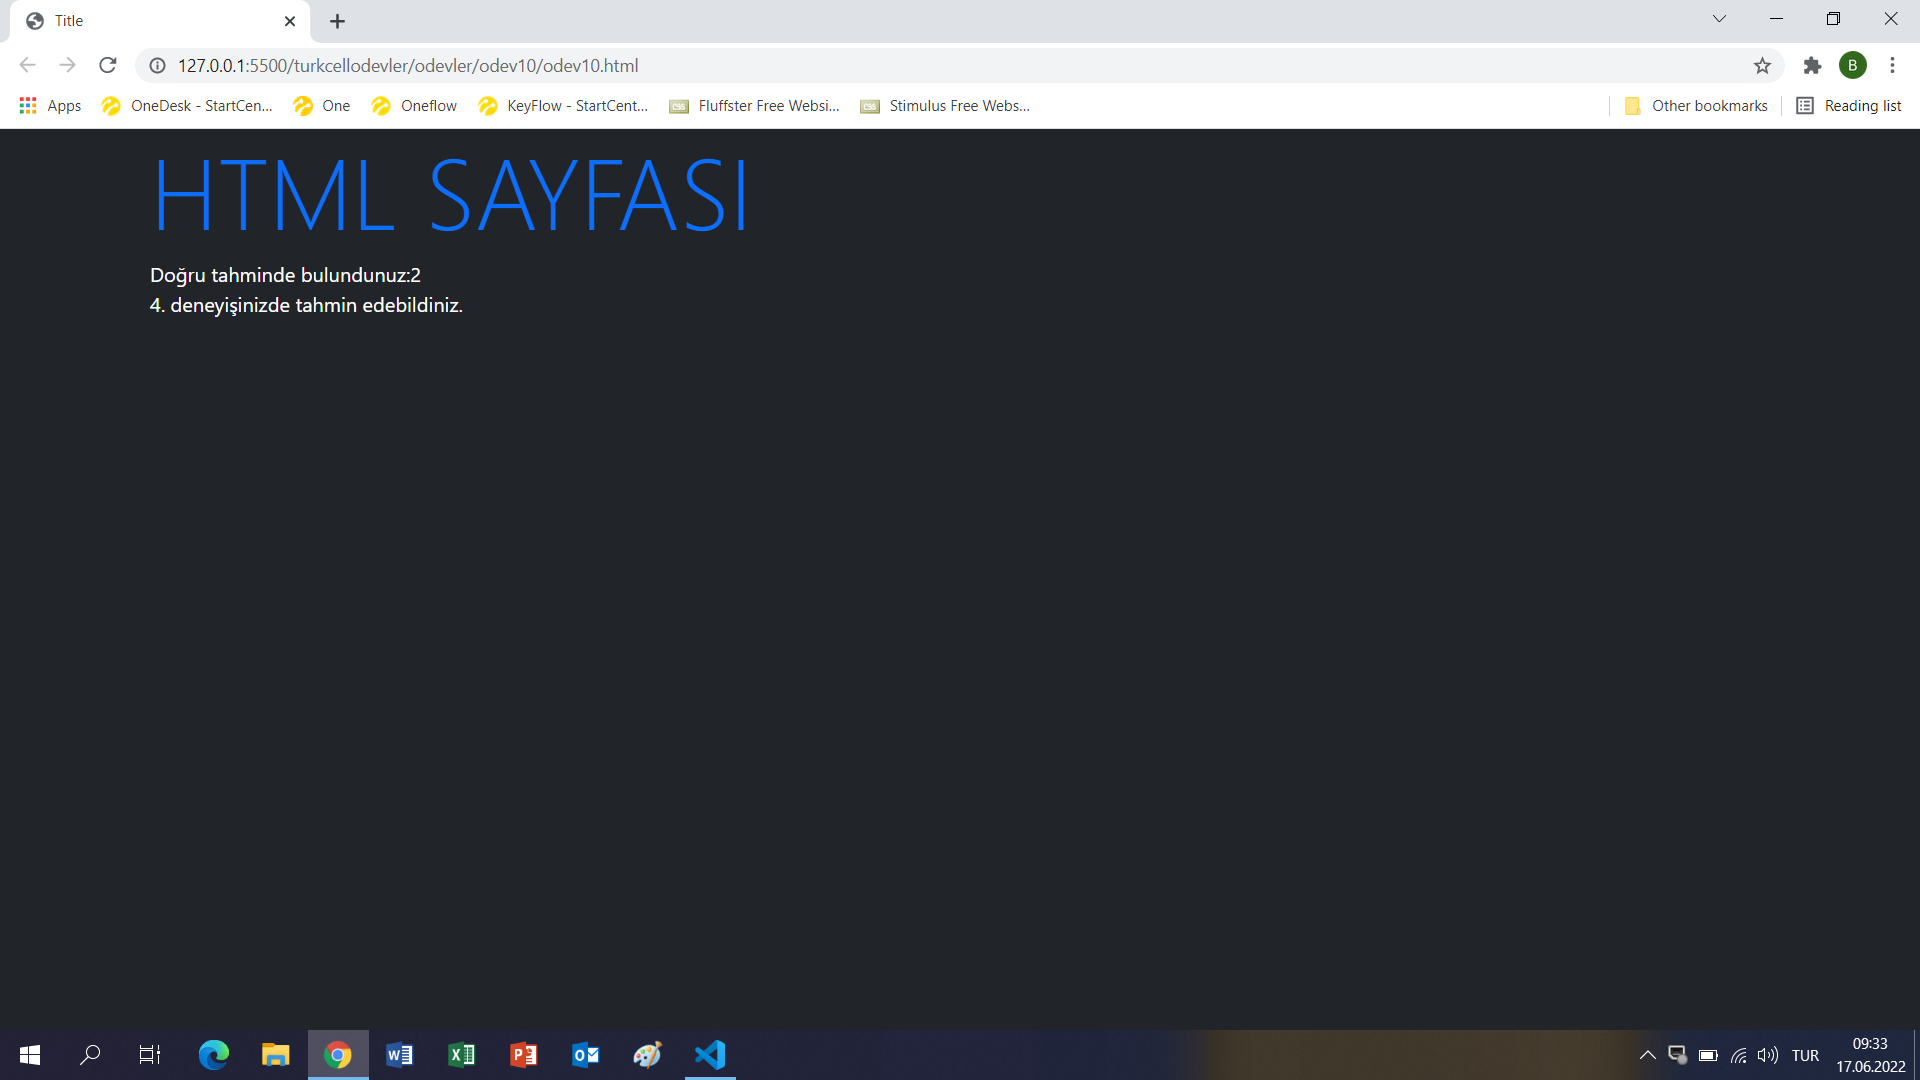 Title
127.0.0.1:5500/turkcellodevler/odevler/odev10/odev10.html
B
Apps
OneDesk - StartCen...
One
Oneflow
KeyFlow - StartCent...
Fluffster Free Websi...
Stimulus Free Webs...
Other bookmarks
Reading list
HTML SAYFASI
Doğru tahminde bulundunuz:2
4. deneyişinizde tahmin edebildiniz.
TUR
09:33
17.06.2022